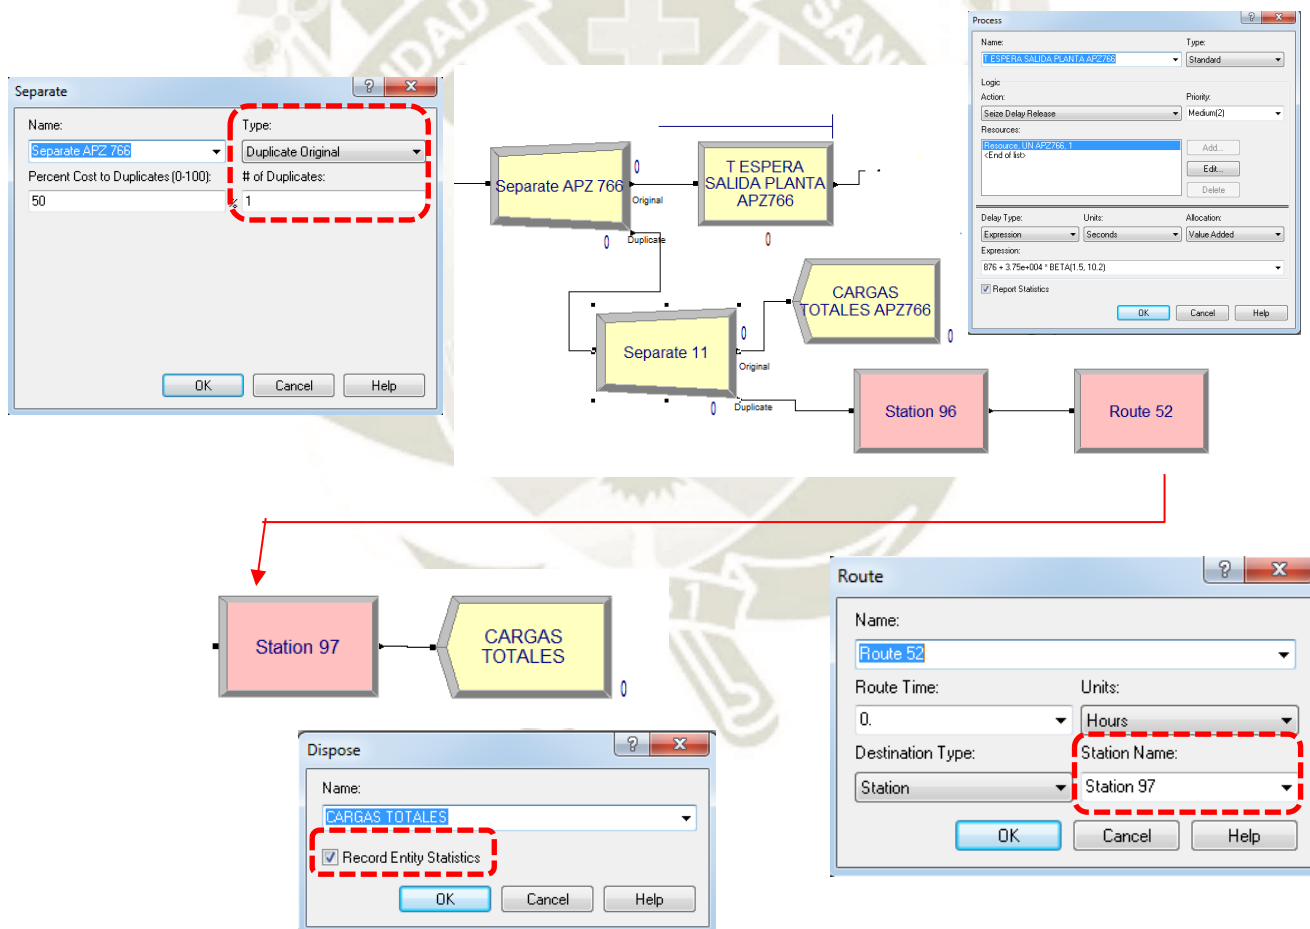 IDAD
SAN
Separate
Name:
Type:
Separate APZ 766
Duplicate Original
Percent Cost to Duplicates (0-100):
# of Duplicates:
50
%
1
OK
Cancel
Help
Separate APZ 766
0
Original
0
Duplicate
T ESPERA
SALIDA PLANTA
APZ766
0
Separate 11
0
Original
0
Duplicate
CARGAS
TOTALES APZ766
0
Station 96
Route 52
Process
Name:
Type:
T ESPERA SALIDA PLANTA APZ766
Standard
Logic
Action:
Priority:
Seize Delay Release
Medium(2)
Resources:
Resource, UN APZ766, 1
<End of list>
Add...
Edit...
Delete
Delay Type:
Units:
Allocation:
Expression
Seconds
Value Added
Expression:
876 + 3.75e+004 * BETA(1.5, 10.2)
Report Statistics
OK
Cancel
Help
Station 97
CARGAS
TOTALES
0
Dispose
Name:
CARGAS TOTALES
Record Entity Statistics
OK
Cancel
Help
Route
Name:
Route 52
Route Time:
Units:
0.
Hours
Destination Type:
Station Name:
Station
Station 97
OK
Cancel
Help